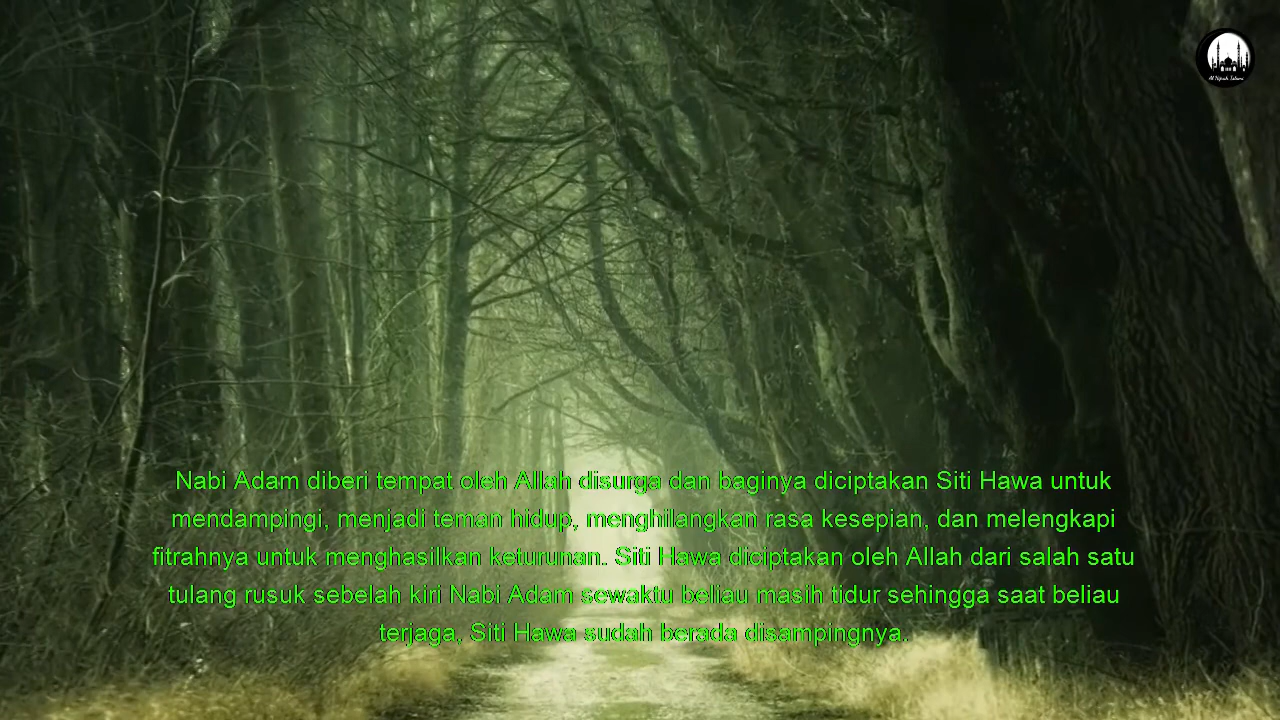 Nabi Adam diberi tempat oleh Allah disurga dan baginya diciptakan Siti Hawa untuk
mendampingi, menjadi teman hidup, menghilangkan rasa kesepian, dan melengkapi
fitrahnya untuk menghasilkan keturunan. Siti Hawa diciptakan oleh Allah dari salah satu
tulang rusuk sebelah kiri Nabi Adam sewaktu beliau masih tidur sehingga saat beliau
terjaga, Siti Hawa sudah berada disampingnya.